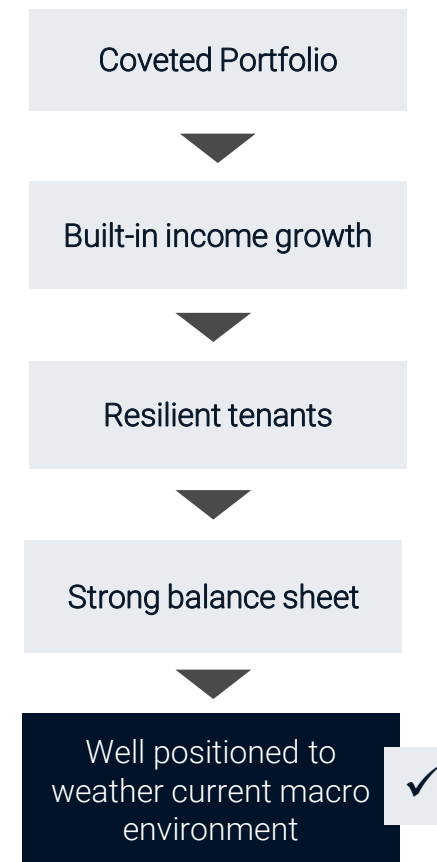 Coveted Portfolio
Built-in income growth
Resilient tenants
Strong balance sheet
Well positioned to
weather current macro
environment
✓